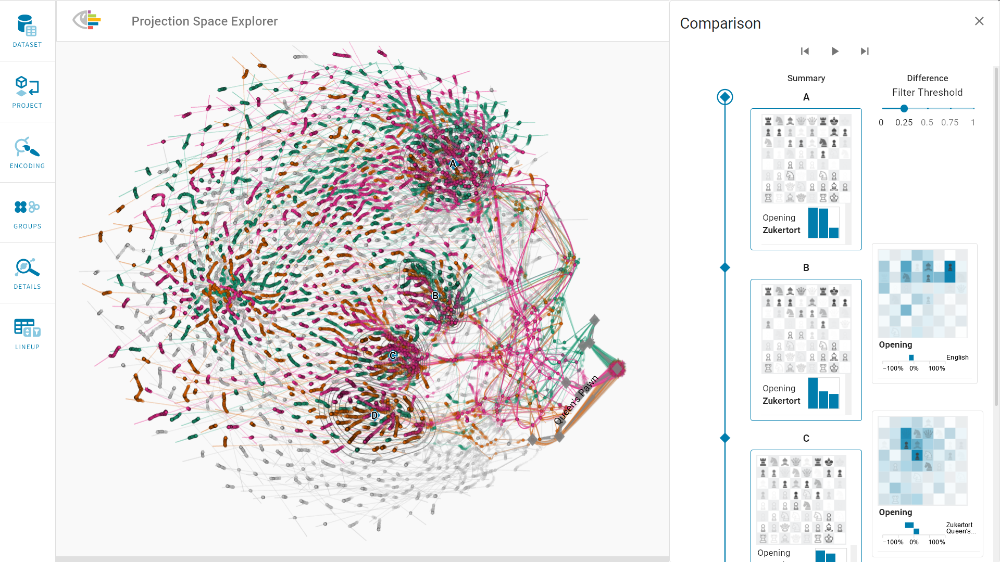 DATASET
PROJECT
ENCODING
GROUPS
DETAILS
LINEUP
Projection Space Explorer
A
B
C
D
Queen's Pawn
Comparison
Summary
Difference
Filter Threshold
0 0.25 0.5 0.75 1
A
Opening
Zukertort
B
Opening
Zukertort
Opening
English
−100% 0% 100%
C
Opening
Opening
Zukertort
Queen's...
−100% 0% 100%